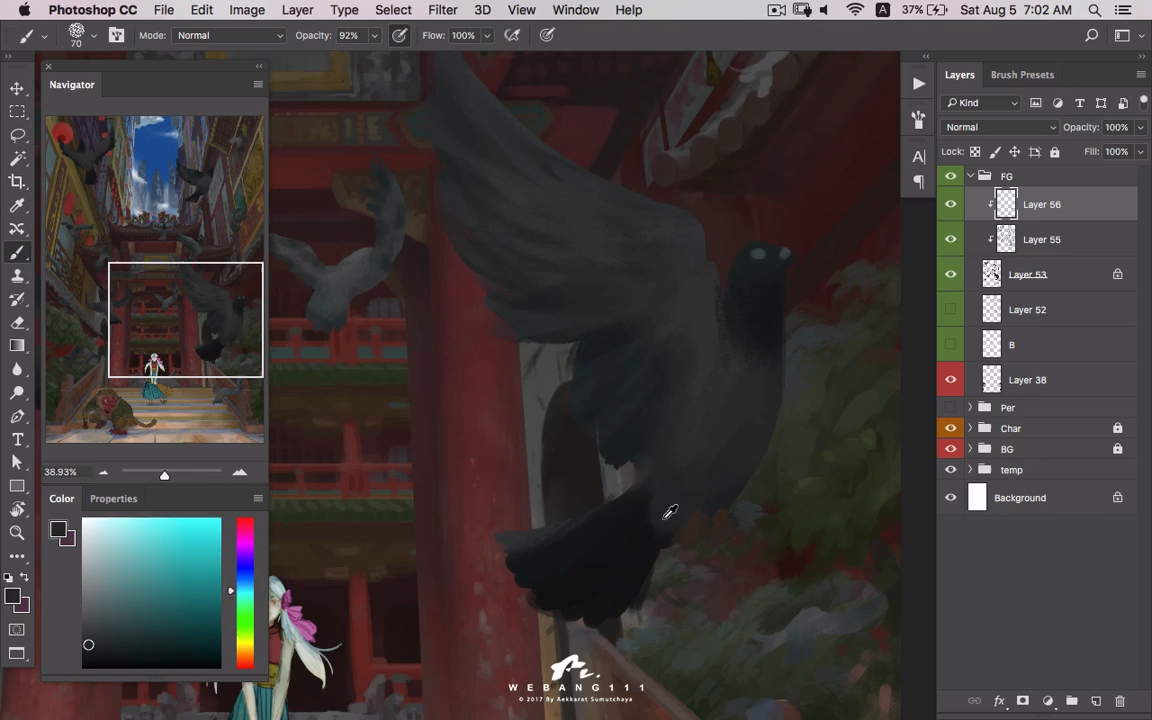 Photoshop CC File Edit Image Layer Type Select Filter 3D View Window Help A 37% Sat Aug 5 7:02 AM
70 Mode: Normal Opacity: 92% Flow: 100%
Navigator
38.93%
Color Properties
Layers Brush Presets
Kind
Normal Opacity: 100%
Lock: Fill: 100%
FG
Layer 56
Layer 55
Layer 53
Layer 52
B
Layer 38
Per
Char
BG
temp
Background
WEBANG111
© 2017 By Aekkarat Sumutchaya